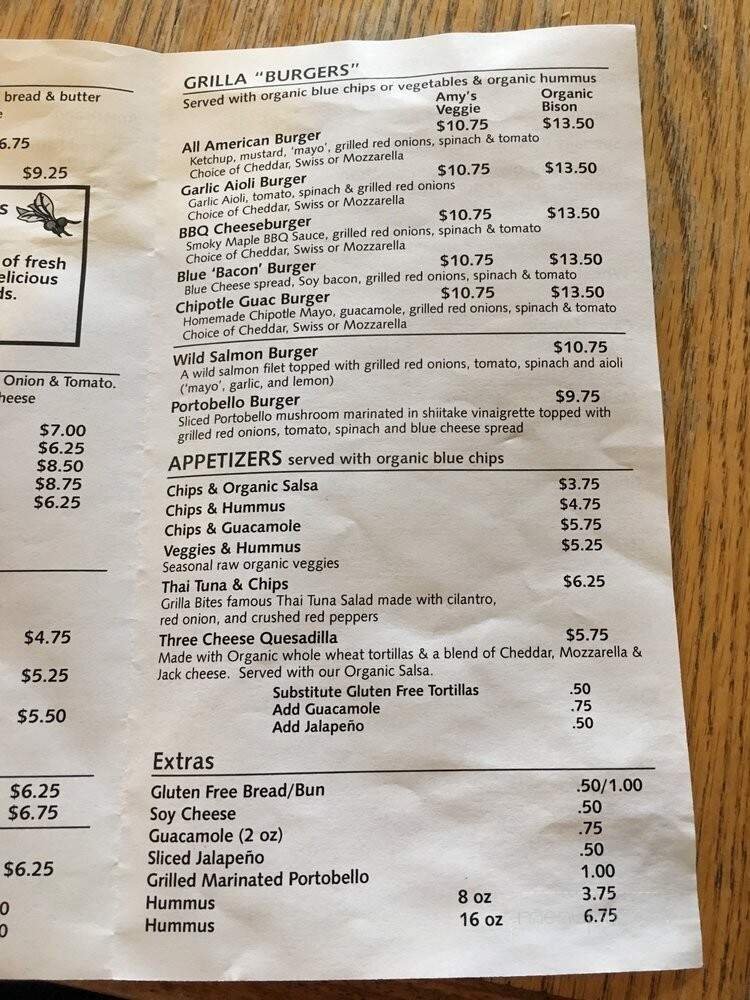 bread & butter
6.75
$9.25
S
of fresh
elicious
ds.
Onion & Tomato.
heese
$7.00
$6.25
$8.50
$8.75
$6.25
$4.75
$5.25
$5.50
$6.25
$6.75
$6.25
0
0
GRILLA "BURGERS"
Served with organic blue chips or vegetables & organic hummus
Amy's Organic
Veggie Bison
All American Burger $10.75 $13.50
Ketchup, mustard, 'mayo', grilled red onions, spinach & tomato
Choice of Cheddar, Swiss or Mozzarella
Garlic Aioli Burger $10.75 $13.50
Garlic Aioli, tomato, spinach & grilled red onions
Choice of Cheddar, Swiss or Mozzarella
BBQ Cheeseburger $10.75 $13.50
Smoky Maple BBQ Sauce, grilled red onions, spinach & tomato
Choice of Cheddar, Swiss or Mozzarella
Blue 'Bacon' Burger $10.75 $13.50
Blue Cheese spread, Soy bacon, grilled red onions, spinach & tomato
Chipotle Guac Burger $10.75 $13.50
Homemade Chipotle Mayo, guacamole, grilled red onions, spinach & tomato
Choice of Cheddar, Swiss or Mozzarella
Wild Salmon Burger $10.75
A wild salmon filet topped with grilled red onions, tomato, spinach and aioli
('mayo', garlic, and lemon)
Portobello Burger $9.75
Sliced Portobello mushroom marinated in shiitake vinaigrette topped with
grilled red onions, tomato, spinach and blue cheese spread
APPETIZERS served with organic blue chips
Chips & Organic Salsa $3.75
Chips & Hummus $4.75
Chips & Guacamole $5.75
Veggies & Hummus $5.25
Seasonal raw organic veggies
Thai Tuna & Chips $6.25
Grilla Bites famous Thai Tuna Salad made with cilantro,
red onion, and crushed red peppers
Three Cheese Quesadilla $5.75
Made with Organic whole wheat tortillas & a blend of Cheddar, Mozzarella &
Jack cheese. Served with our Organic Salsa.
Substitute Gluten Free Tortillas .50
Add Guacamole .75
Add Jalapeño .50
Extras
Gluten Free Bread/Bun .50/1.00
Soy Cheese .50
Guacamole (2 oz) .75
Sliced Jalapeño .50
Grilled Marinated Portobello 1.00
Hummus 8 oz 3.75
Hummus 16 oz 6.75